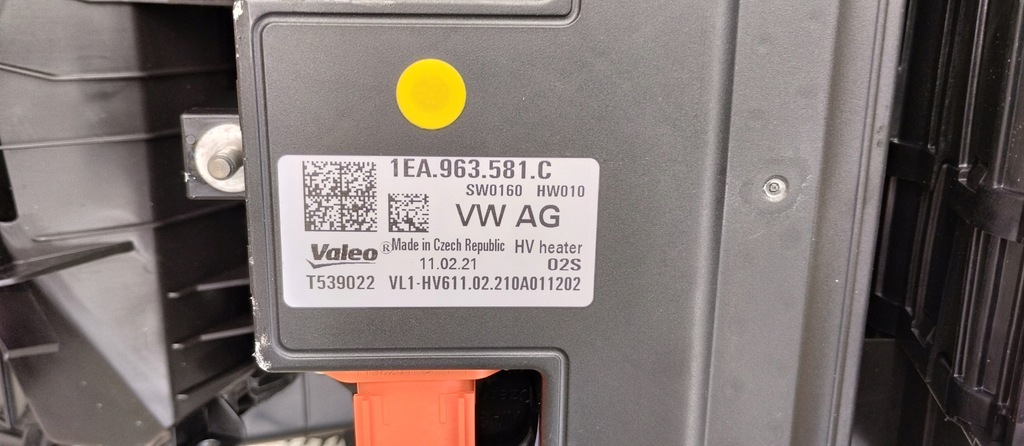 1EA.963.581.C
SW0160 HW010
VW AG
Valeo® Made in Czech Republic HV heater
11.02.21 02S
T539022 VL1-HV611.02.210A011202